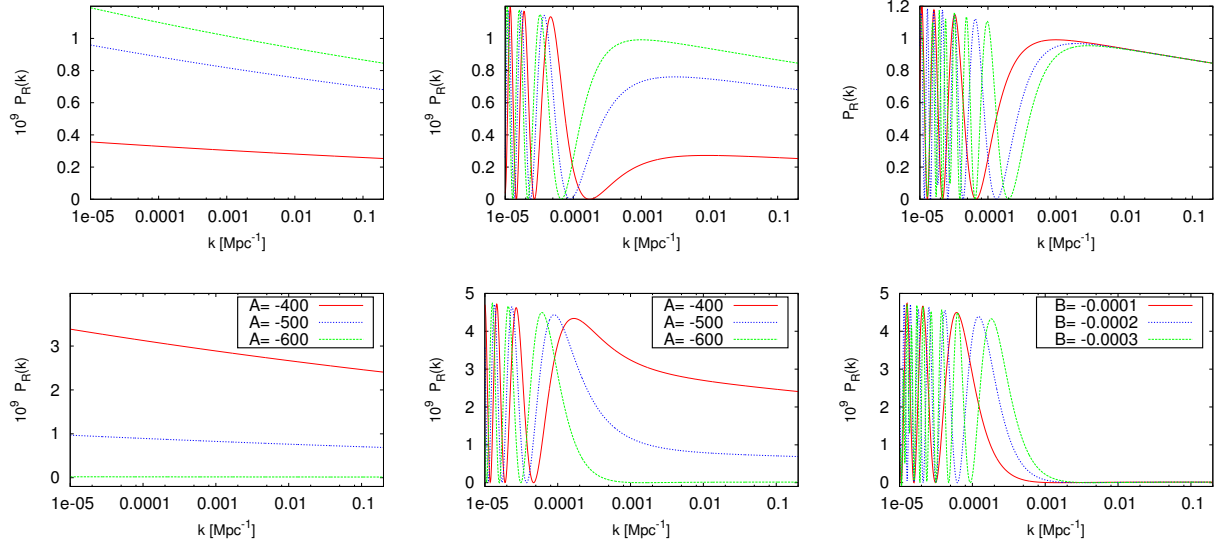 10^9 P_R(k)
1
0.8
0.6
0.4
0.2
0
1e-05 0.0001 0.001 0.01 0.1
k [Mpc^-1]
10^9 P_R(k)
1.2
1
0.8
0.6
0.4
0.2
0
1e-05 0.0001 0.001 0.01 0.1
k [Mpc^-1]
P_R(k)
1.2
1
0.8
0.6
0.4
0.2
0
1e-05 0.0001 0.001 0.01 0.1
k [Mpc^-1]
10^9 P_R(k)
3
2
1
0
A= -400
A= -500
A= -600
1e-05 0.0001 0.001 0.01 0.1
k [Mpc^-1]
10^9 P_R(k)
5
4
3
2
1
0
A= -400
A= -500
A= -600
1e-05 0.0001 0.001 0.01 0.1
k [Mpc^-1]
10^9 P_R(k)
5
4
3
2
1
0
B= -0.0001
B= -0.0002
B= -0.0003
1e-05 0.0001 0.001 0.01 0.1
k [Mpc^-1]